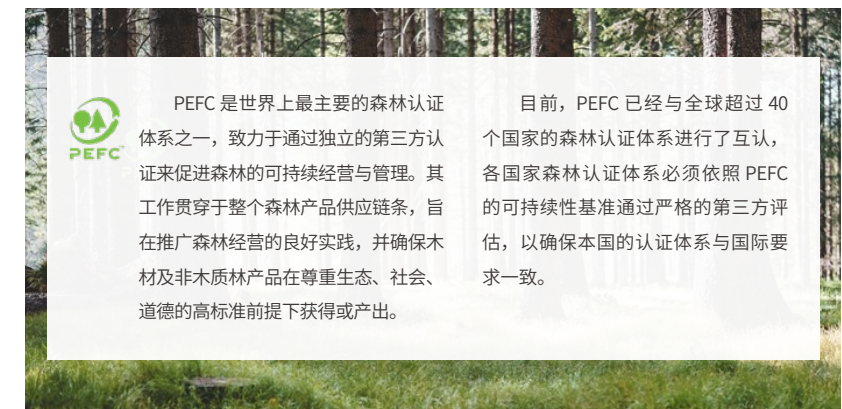 PEFC
PEFC 是世界上最主要的森林认证
体系之一，致力于通过独立的第三方认
证来促进森林的可持续经营与管理。其
工作贯穿于整个森林产品供应链条，旨
在推广森林经营的良好实践，并确保木
材及非木质林产品在尊重生态、社会、
道德的高标准前提下获得或产出。
目前，PEFC 已经与全球超过 40
个国家的森林认证体系进行了互认，
各国家森林认证体系必须依照 PEFC
的可持续性基准通过严格的第三方评
估，以确保本国的认证体系与国际要
求一致。